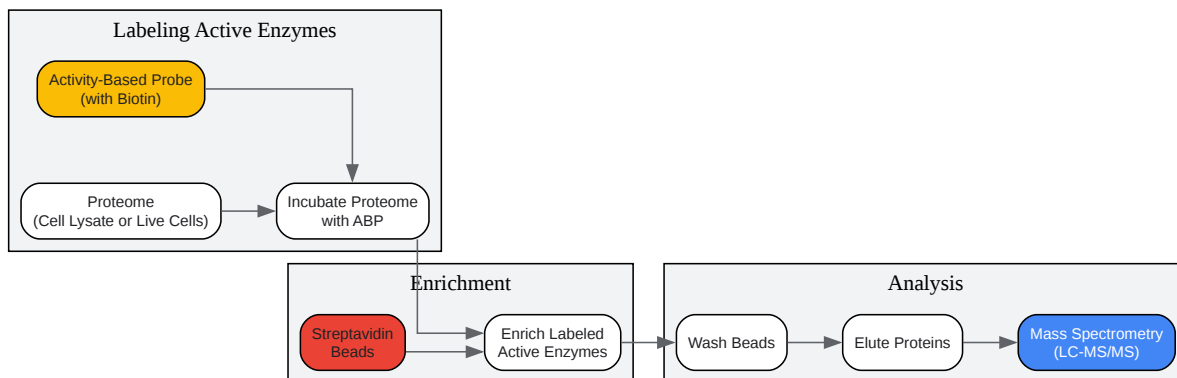 Labeling Active Enzymes
Activity-Based Probe
(with Biotin)
Proteome
(Cell Lysate or Live Cells)
Incubate Proteome
with ABP
Enrichment
Streptavidin
Beads
Enrich Labeled
Active Enzymes
Analysis
Wash Beads
Elute Proteins
Mass Spectrometry
(LC-MS/MS)